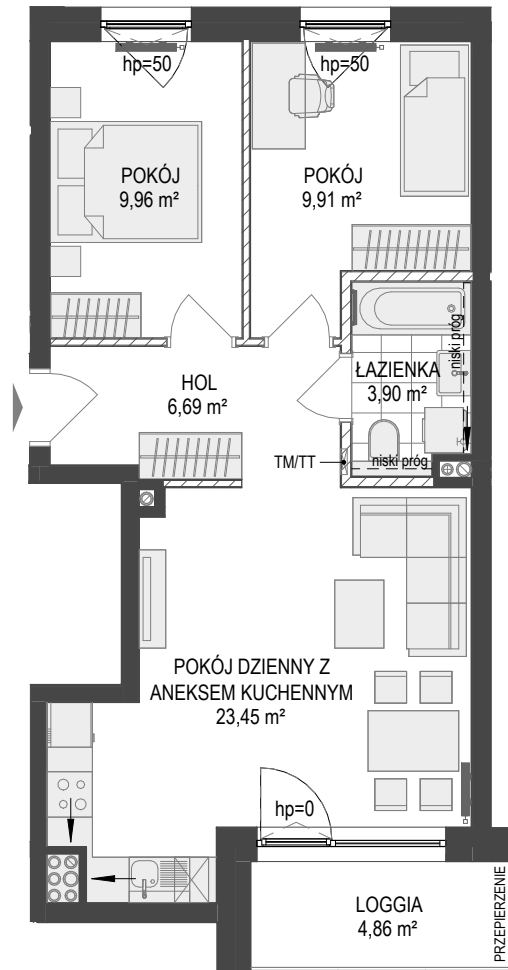 hp=50
hp=50
POKÓJ
9,96 m²
POKÓJ
9,91 m²
niski próg
ŁAZIENKA
3,90 m²
HOL
6,69 m²
TM/TT
niski próg
POKÓJ DZIENNY Z
ANEKSEM KUCHENNYM
23,45 m²
hp=0
LOGGIA
4,86 m²
PRZEPIERZENIE